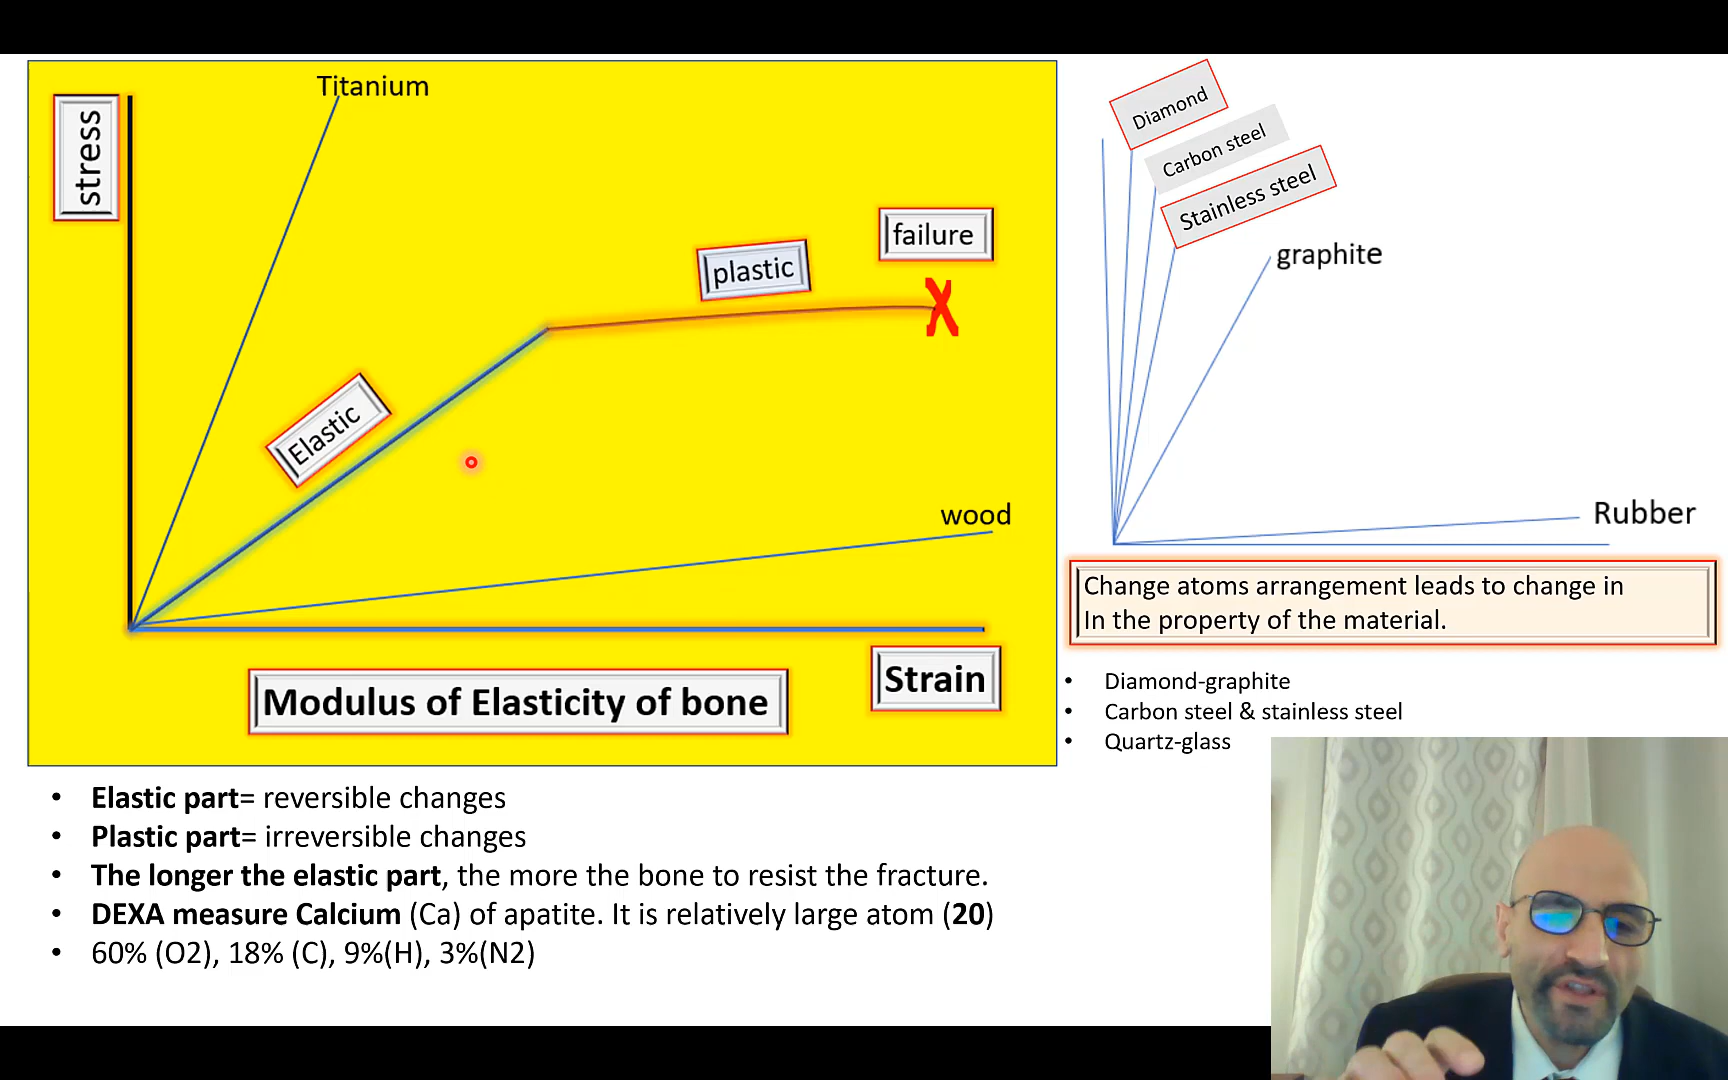 Titanium
stress
failure
plastic
Elastic
wood
Strain
Modulus of Elasticity of bone
Diamond
Carbon steel
Stainless steel
graphite
Rubber
Change atoms arrangement leads to change in
In the property of the material.
• Diamond-graphite
• Carbon steel & stainless steel
• Quartz-glass
• Elastic part= reversible changes
• Plastic part= irreversible changes
• The longer the elastic part, the more the bone to resist the fracture.
• DEXA measure Calcium (Ca) of apatite. It is relatively large atom (20)
• 60% (O2), 18% (C), 9%(H), 3%(N2)